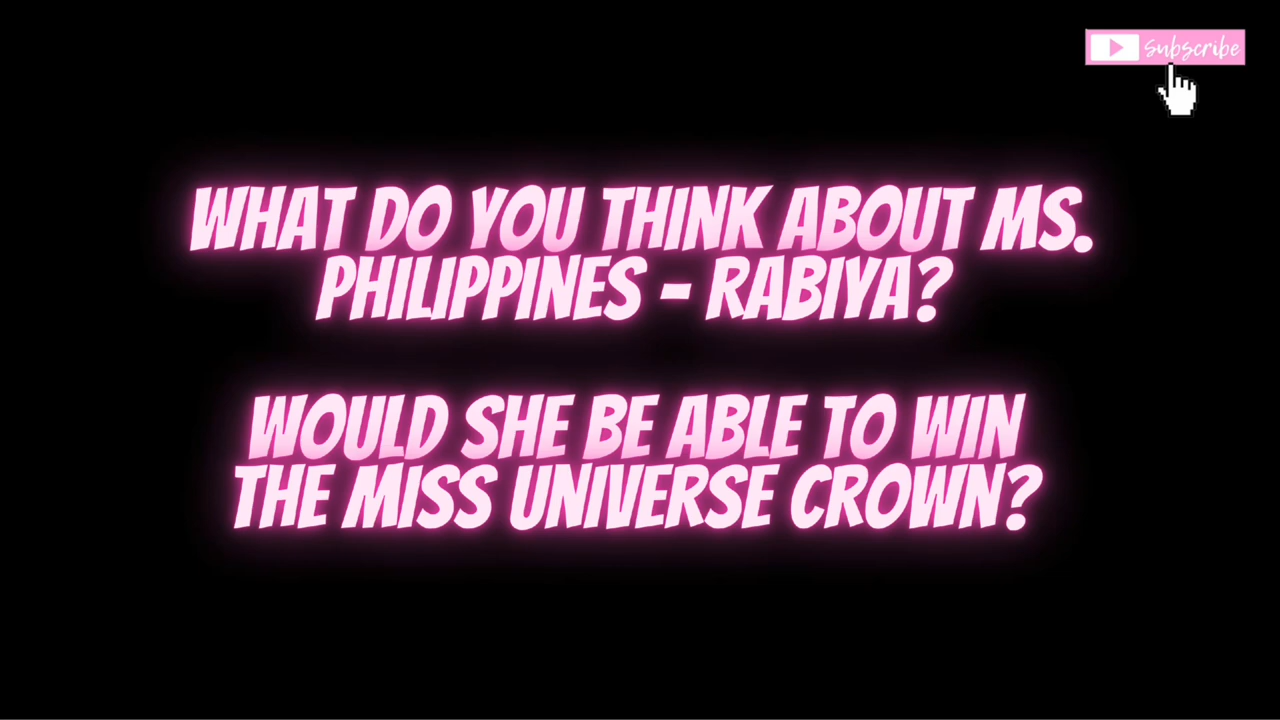 Subscribe
WHAT DO YOU THINK ABOUT MS.
PHILIPPINES - RABIYA?
WOULD SHE BE ABLE TO WIN
THE MISS UNIVERSE CROWN?